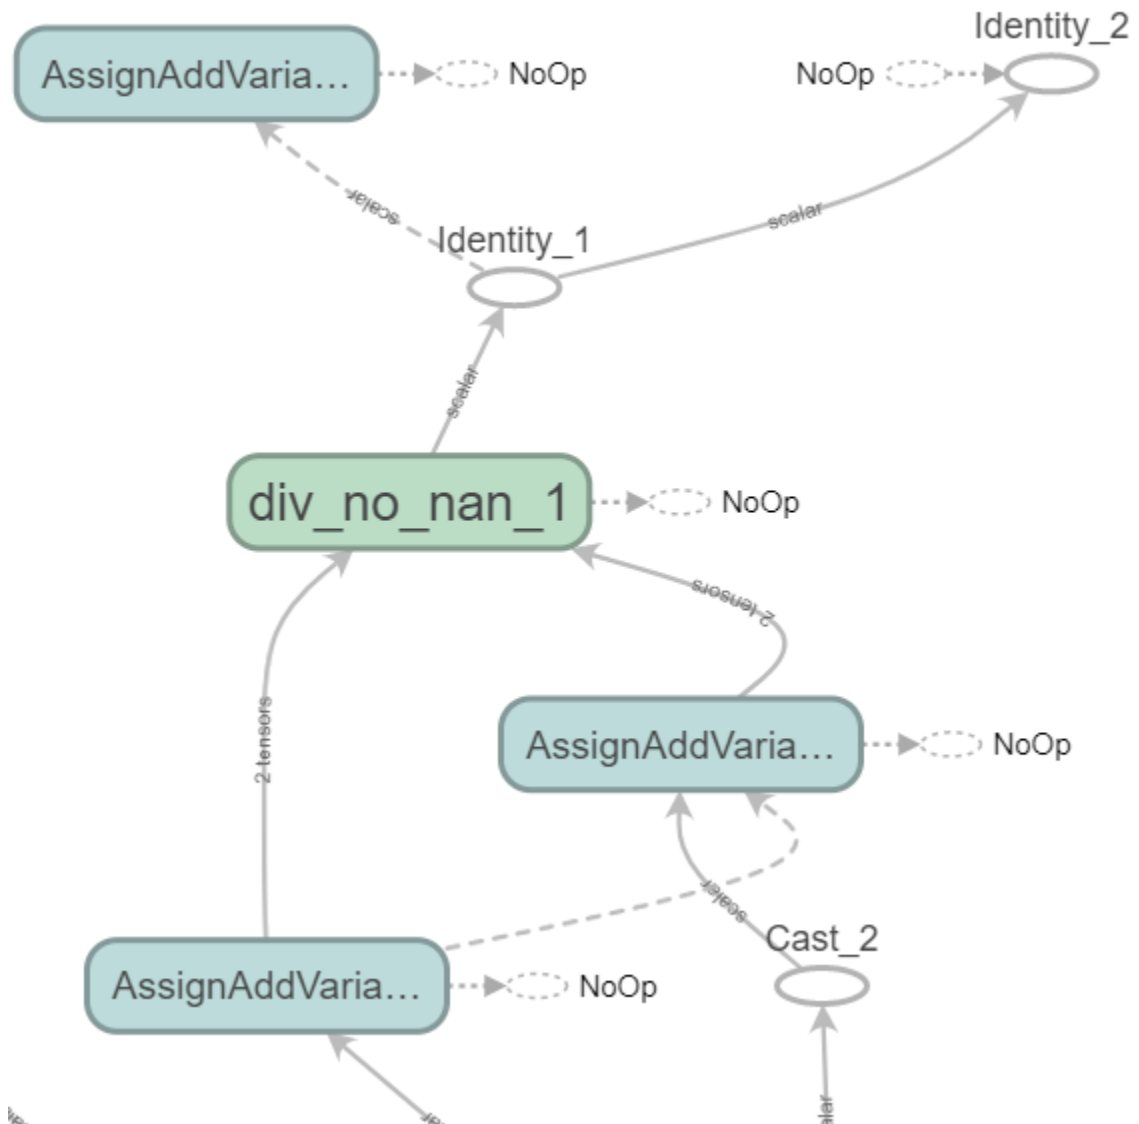 Identity_2
AssignAddVaria...
NoOp
NoOp
scalar
scalar
Identity_1
scalar
div_no_nan_1
NoOp
2 tensors
2 tensors
AssignAddVaria...
NoOp
scalar
Cast_2
AssignAddVaria...
NoOp